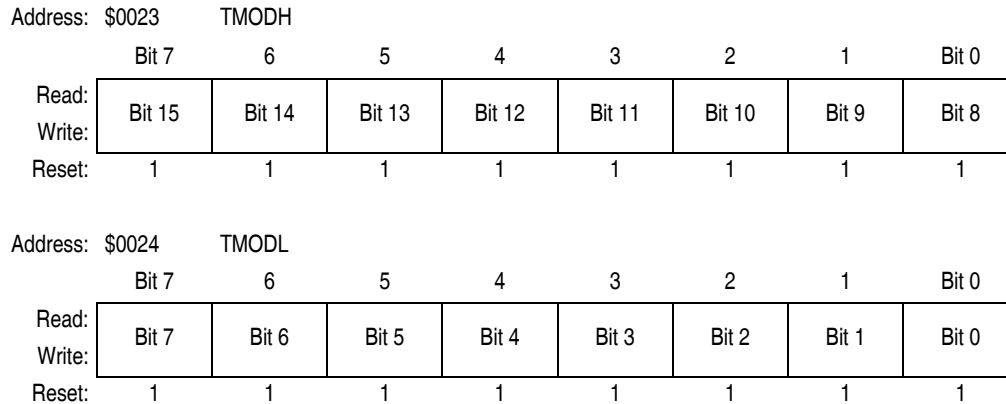 Address: $0023 TMODH
Bit 7 6 5 4 3 2 1 Bit 0
Read:
Bit 15 Bit 14 Bit 13 Bit 12 Bit 11 Bit 10 Bit 9 Bit 8
Write:
Reset: 1 1 1 1 1 1 1 1
Address: $0024 TMODL
Bit 7 6 5 4 3 2 1 Bit 0
Read:
Bit 7 Bit 6 Bit 5 Bit 4 Bit 3 Bit 2 Bit 1 Bit 0
Write:
Reset: 1 1 1 1 1 1 1 1